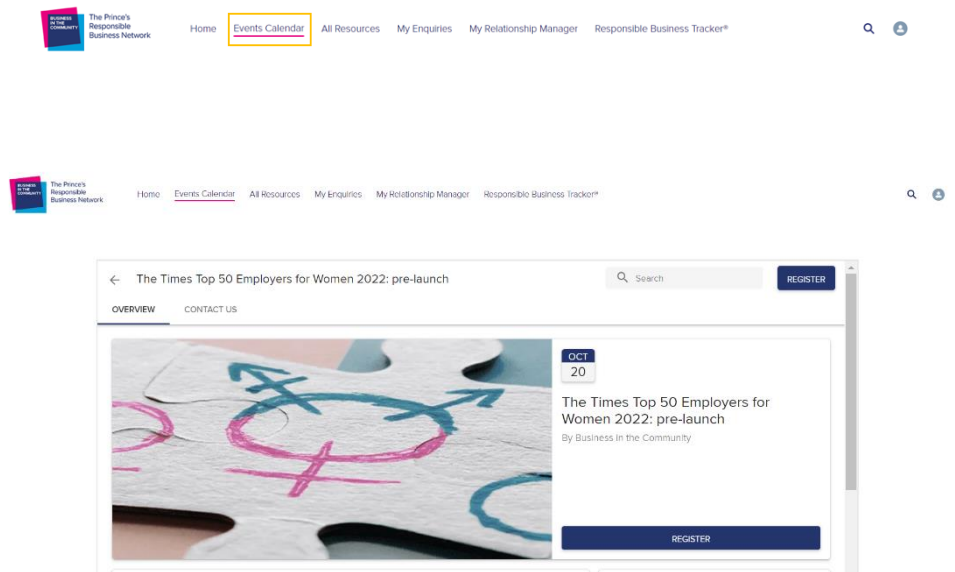 BUSINESS
IN THE
COMMUNITY
The Prince's
Responsible
Business Network
Home Events Calendar All Resources My Enquiries My Relationship Manager Responsible Business Tracker®
BUSINESS
IN THE
COMMUNITY
The Prince's
Responsible
Business Network
Home Events Calendar All Resources My Enquiries My Relationship Manager Responsible Business Tracker®
The Times Top 50 Employers for Women 2022: pre-launch Search REGISTER
OVERVIEW CONTACT US
OCT
20
The Times Top 50 Employers for
Women 2022: pre-launch
By Business in the Community
REGISTER